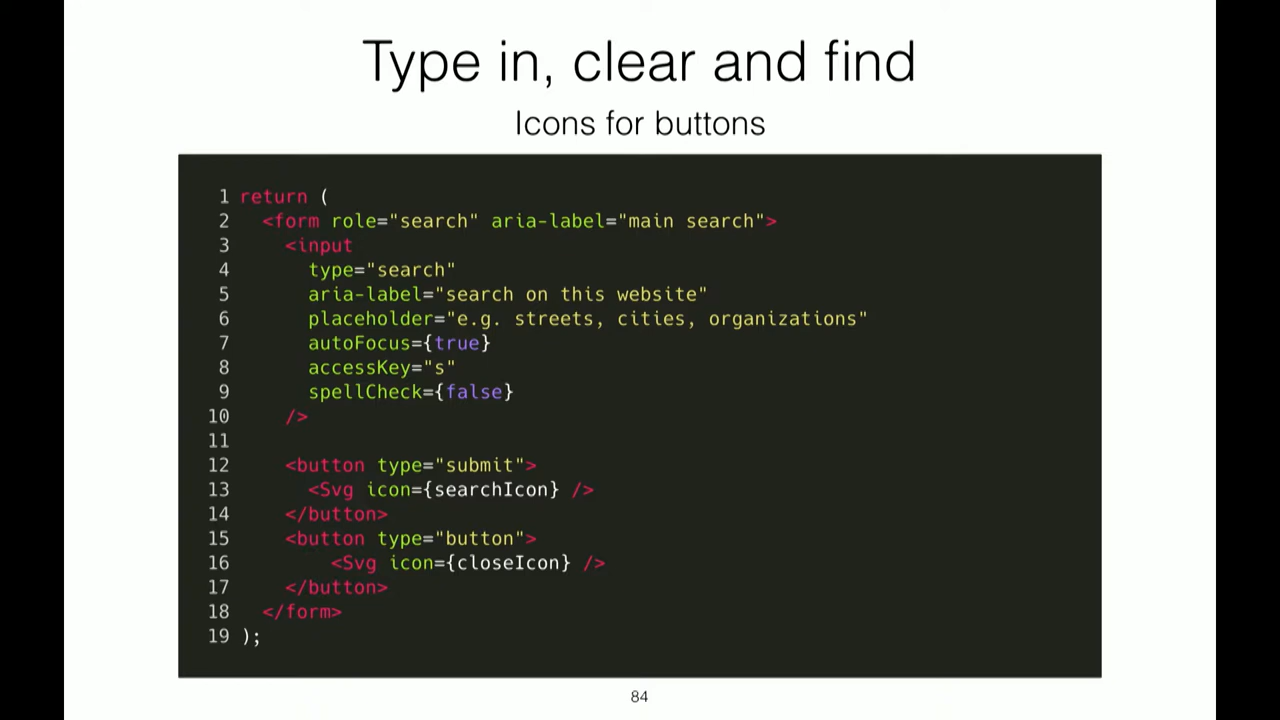 Type in, clear and find
Icons for buttons
1 return (
2   <form role="search" aria-label="main search">
3     <input
4       type="search"
5       aria-label="search on this website"
6       placeholder="e.g. streets, cities, organizations"
7       autoFocus={true}
8       accessKey="s"
9       spellCheck={false}
10     />
11
12     <button type="submit">
13       <Svg icon={searchIcon} />
14     </button>
15     <button type="button">
16         <Svg icon={closeIcon} />
17     </button>
18   </form>
19 );
84